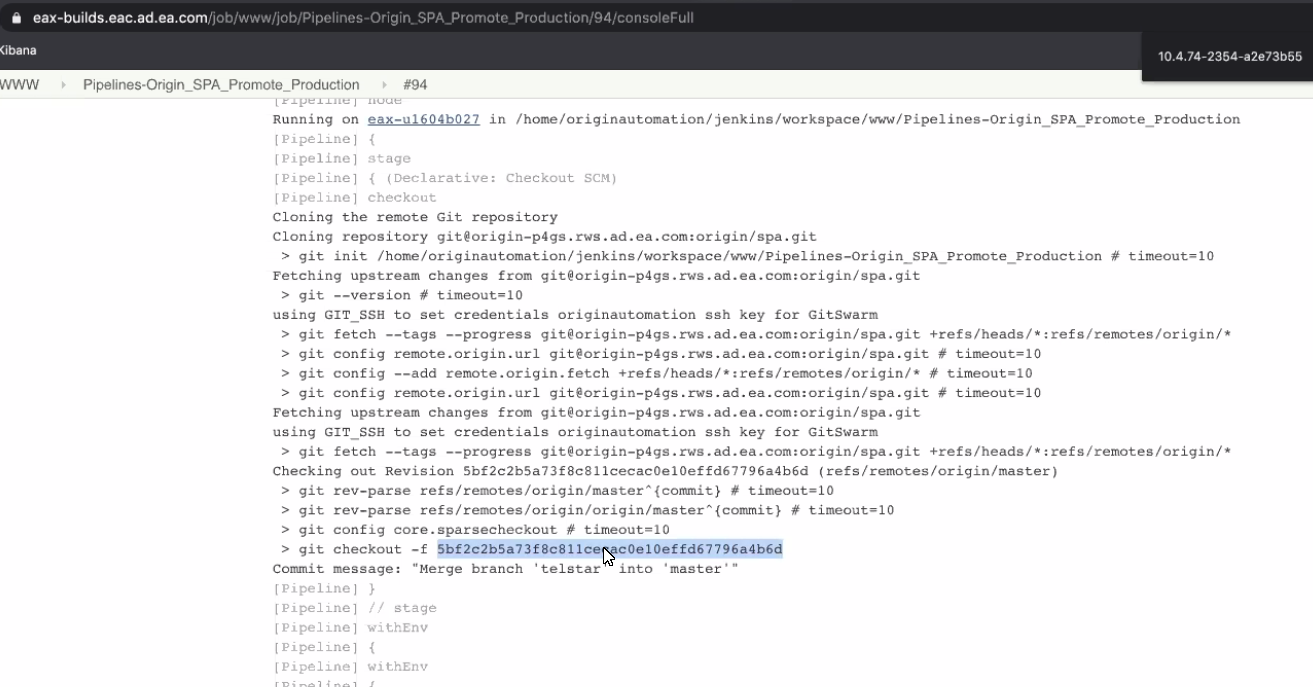 eax-builds.eac.ad.ea.com/job/www/job/Pipelines-Origin_SPA_Promote_Production/94/consoleFull
Kibana
10.4.74-2354-a2e73b55
WWW Pipelines-Origin_SPA_Promote_Production #94
[Pipeline] node
Running on eax-u1604b027 in /home/originautomation/jenkins/workspace/www/Pipelines-Origin_SPA_Promote_Production
[Pipeline] {
[Pipeline] stage
[Pipeline] { (Declarative: Checkout SCM)
[Pipeline] checkout
Cloning the remote Git repository
Cloning repository git@origin-p4gs.rws.ad.ea.com:origin/spa.git
> git init /home/originautomation/jenkins/workspace/www/Pipelines-Origin_SPA_Promote_Production # timeout=10
Fetching upstream changes from git@origin-p4gs.rws.ad.ea.com:origin/spa.git
> git --version # timeout=10
using GIT_SSH to set credentials originautomation ssh key for GitSwarm
> git fetch --tags --progress git@origin-p4gs.rws.ad.ea.com:origin/spa.git +refs/heads/*:refs/remotes/origin/*
> git config remote.origin.url git@origin-p4gs.rws.ad.ea.com:origin/spa.git # timeout=10
> git config --add remote.origin.fetch +refs/heads/*:refs/remotes/origin/* # timeout=10
> git config remote.origin.url git@origin-p4gs.rws.ad.ea.com:origin/spa.git # timeout=10
Fetching upstream changes from git@origin-p4gs.rws.ad.ea.com:origin/spa.git
using GIT_SSH to set credentials originautomation ssh key for GitSwarm
> git fetch --tags --progress git@origin-p4gs.rws.ad.ea.com:origin/spa.git +refs/heads/*:refs/remotes/origin/*
Checking out Revision 5bf2c2b5a73f8c811cecac0e10effd67796a4b6d (refs/remotes/origin/master)
> git rev-parse refs/remotes/origin/master^{commit} # timeout=10
> git rev-parse refs/remotes/origin/origin/master^{commit} # timeout=10
> git config core.sparsecheckout # timeout=10
> git checkout -f 5bf2c2b5a73f8c811cecac0e10effd67796a4b6d
Commit message: "Merge branch 'telstar' into 'master'"
[Pipeline] }
[Pipeline] // stage
[Pipeline] withEnv
[Pipeline] {
[Pipeline] withEnv
[Pipeline] {